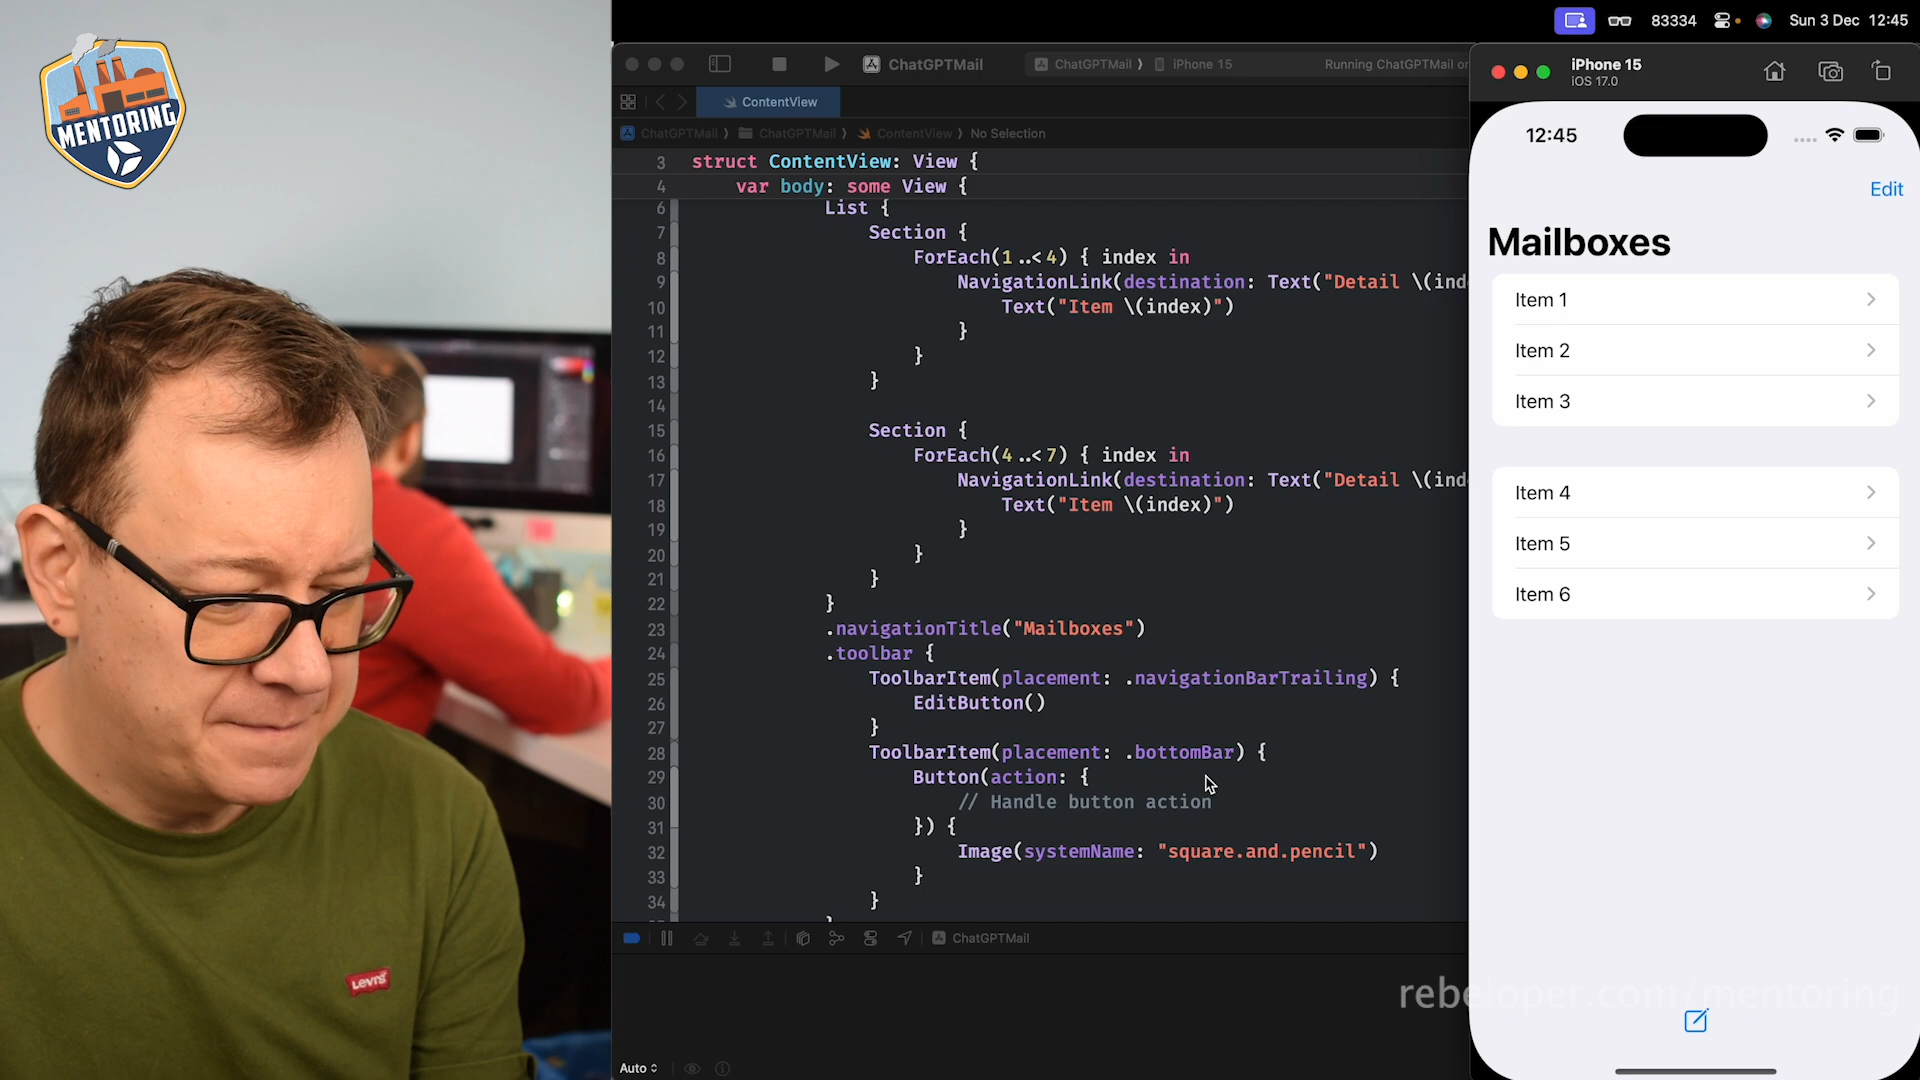 MENTORING
83334
Sun 3 Dec 12:45
ChatGPTMail
ChatGPTMail
iPhone 15
Running ChatGPTMail on
ContentView
ChatGPTMail
ChatGPTMail
ContentView
No Selection
3 struct ContentView: View {
4 var body: some View {
6 List {
7 Section {
8 ForEach(1..<4) { index in
9 NavigationLink(destination: Text("Detail \(ind
10 Text("Item \(index)")
11 }
12 }
13 }
14
15 Section {
16 ForEach(4..<7) { index in
17 NavigationLink(destination: Text("Detail \(ind
18 Text("Item \(index)")
19 }
20 }
21 }
22 }
23 .navigationTitle("Mailboxes")
24 .toolbar {
25 ToolbarItem(placement: .navigationBarTrailing) {
26 EditButton()
27 }
28 ToolbarItem(placement: .bottomBar) {
29 Button(action: {
30 // Handle button action
31 }) {
32 Image(systemName: "square.and.pencil")
33 }
34 }
ChatGPTMail
Auto
iPhone 15
iOS 17.0
12:45
Edit
Mailboxes
Item 1
Item 2
Item 3
Item 4
Item 5
Item 6
rebeloper.com/mentoring
Levi's